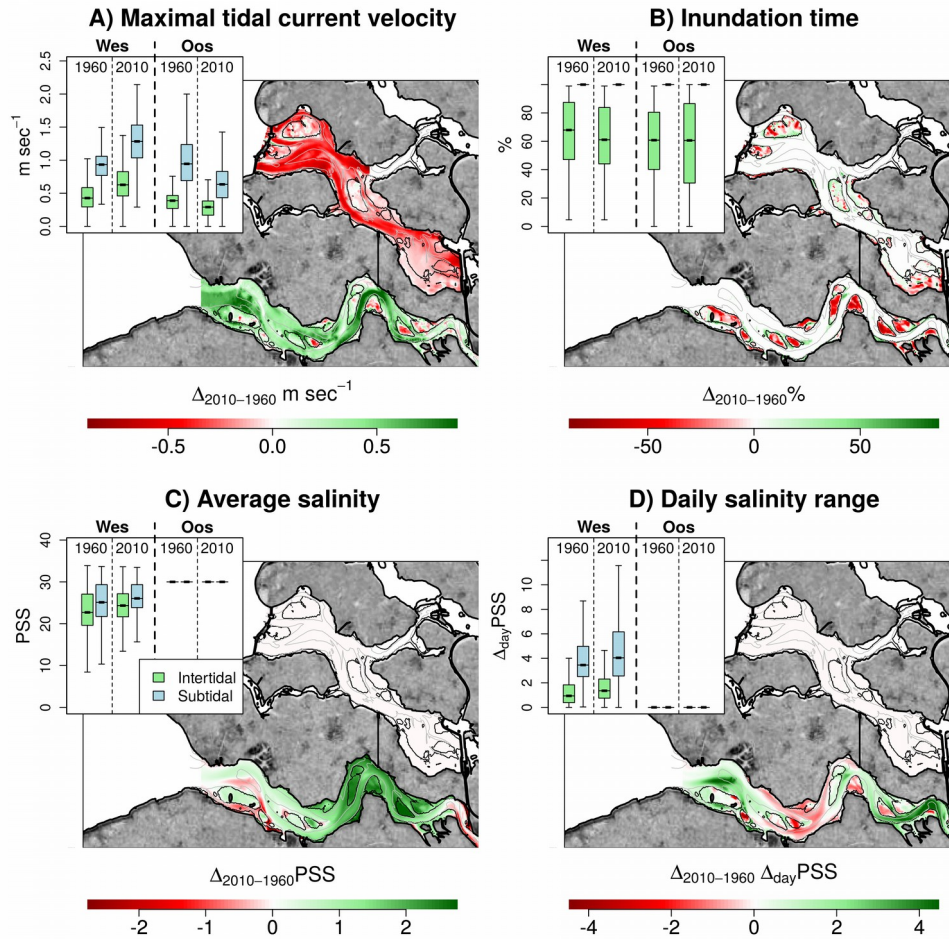 A) Maximal tidal current velocity
Wes Oos
1960 2010 1960 2010
m sec⁻¹
2.5
2.0
1.5
1.0
0.5
0.0
Δ2010−1960 m sec⁻¹
-0.5 0.0 0.5
B) Inundation time
Wes Oos
1960 2010 1960 2010
%
80
60
40
20
0
Δ2010−1960%
-50 0 50
C) Average salinity
Wes Oos
1960 2010 1960 2010
PSS
40
30
20
10
0
Intertidal
Subtidal
Δ2010−1960PSS
-2 -1 0 1 2
D) Daily salinity range
Wes Oos
1960 2010 1960 2010
ΔdayPSS
10
8
6
4
2
0
Δ2010−1960 ΔdayPSS
-4 -2 0 2 4